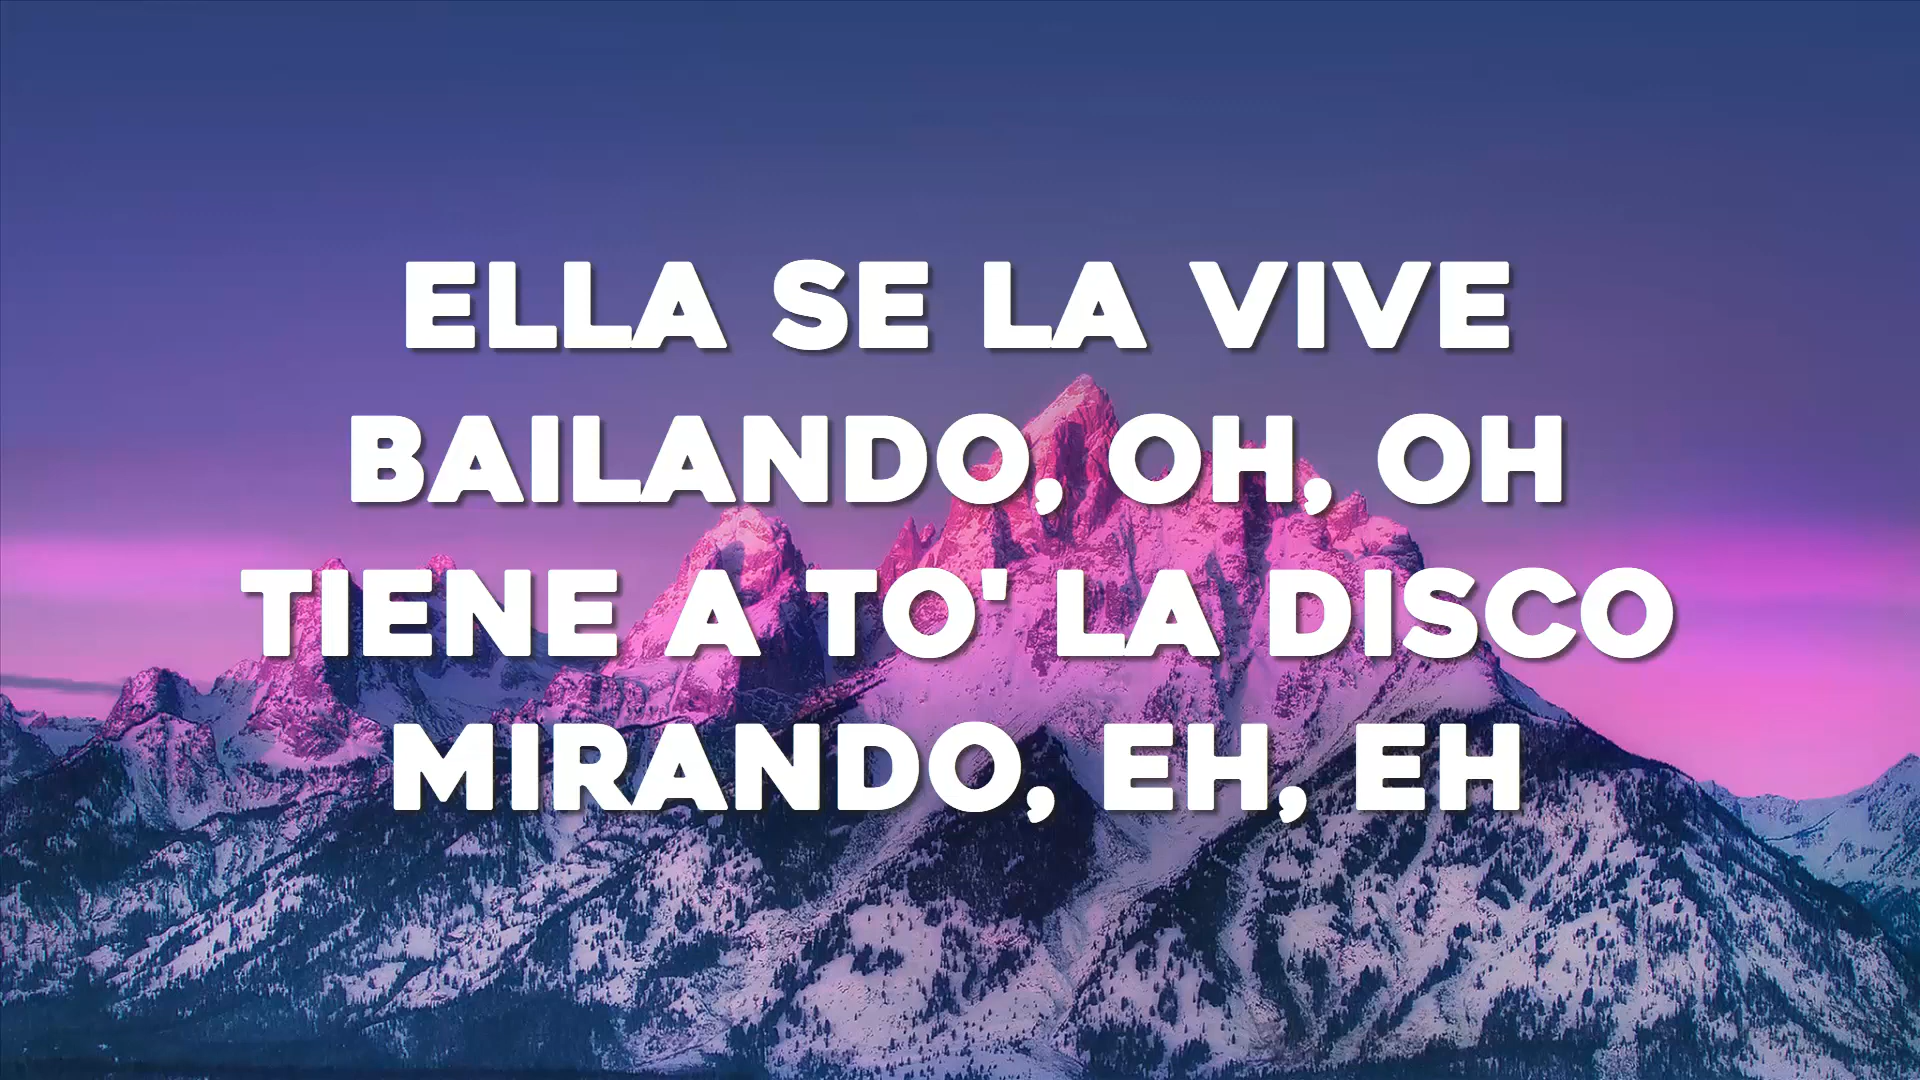 ELLA SE LA VIVE
BAILANDO, OH, OH
TIENE A TO' LA DISCO
MIRANDO, EH, EH